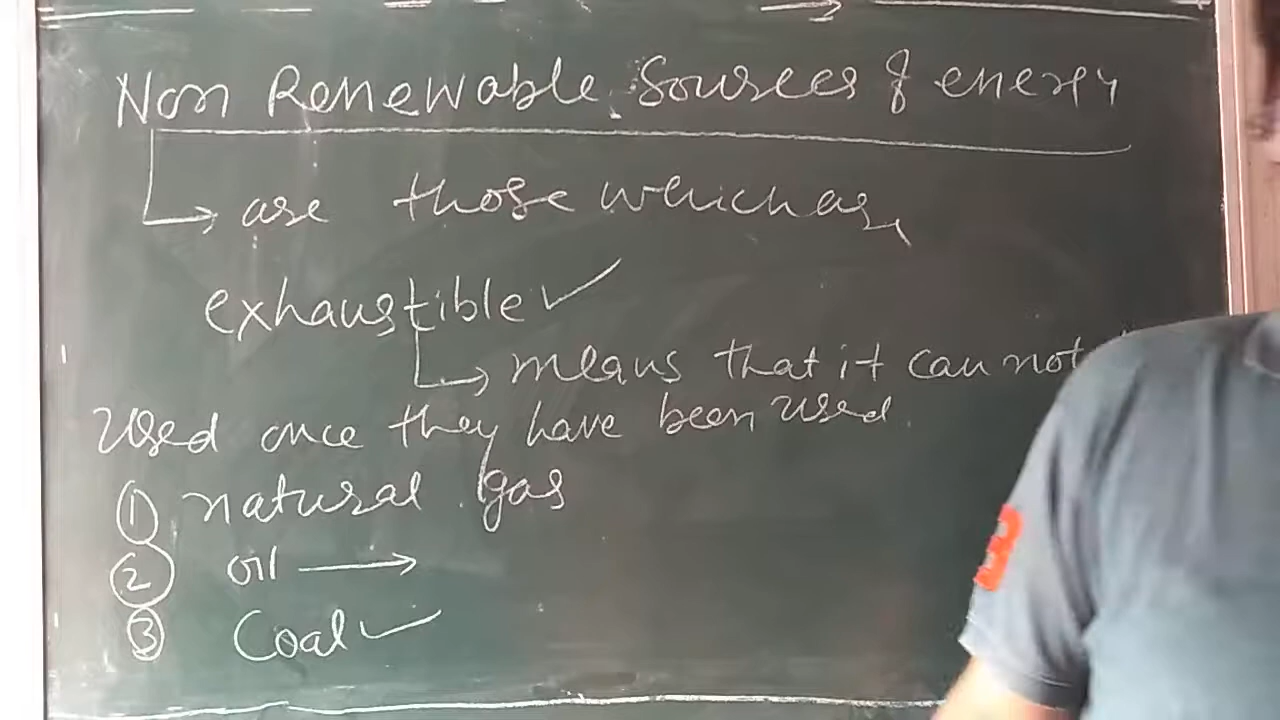 Non Renewable Sources of energy
are those which are
exhaustible
means that it can not
Used once they have been used.
① natural gas
② oil
③ Coal
3